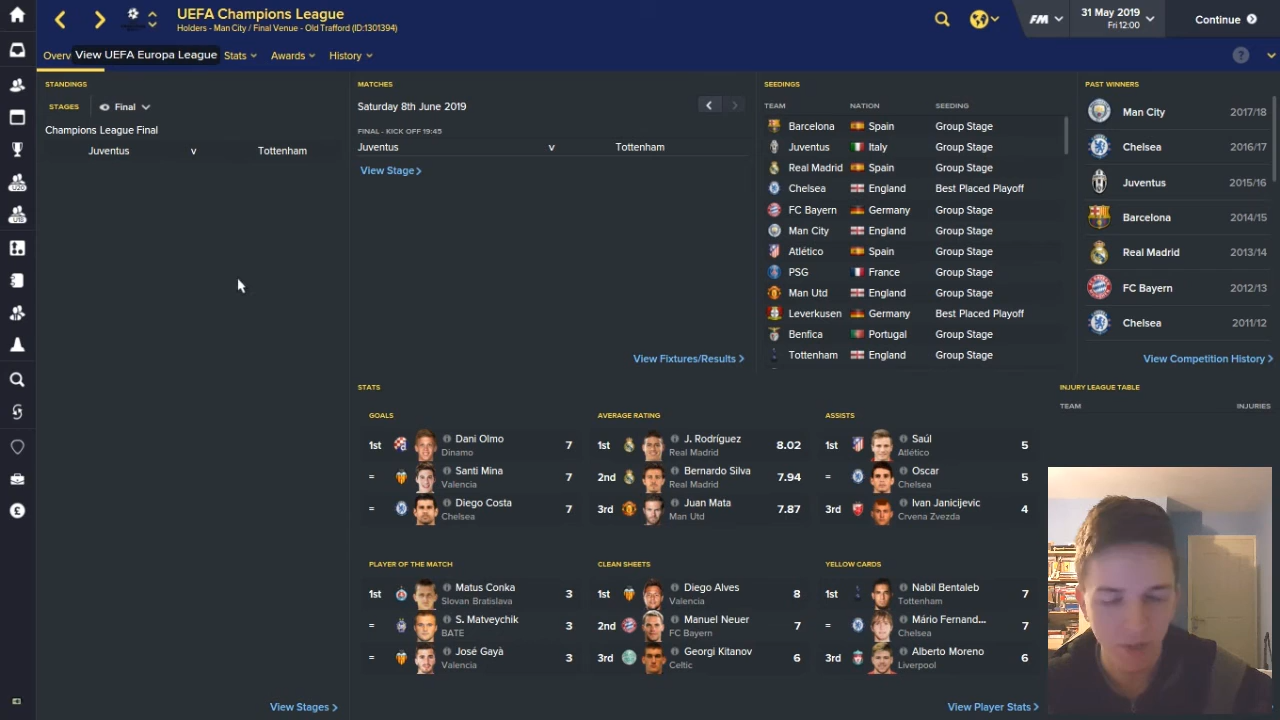 UEFA Champions League
Holders - Man City / Final Venue - Old Trafford (ID:1301394)
FM
31 May 2019
Fri 12:00
Continue
Overv
View UEFA Europa League
Stats
Awards
History
?
STANDINGS
STAGES
Final
Champions League Final
Juventus v Tottenham
View Stages >
MATCHES
Saturday 8th June 2019
FINAL - KICK OFF 19:45
Juventus v Tottenham
View Stage >
View Fixtures/Results >
SEEDINGS
TEAM NATION SEEDING
Barcelona Spain Group Stage
Juventus Italy Group Stage
Real Madrid Spain Group Stage
Chelsea England Best Placed Playoff
FC Bayern Germany Group Stage
Man City England Group Stage
Atlético Spain Group Stage
PSG France Group Stage
Man Utd England Group Stage
Leverkusen Germany Best Placed Playoff
Benfica Portugal Group Stage
Tottenham England Group Stage
PAST WINNERS
Man City 2017/18
Chelsea 2016/17
Juventus 2015/16
Barcelona 2014/15
Real Madrid 2013/14
FC Bayern 2012/13
Chelsea 2011/12
View Competition History >
STATS
GOALS
1st Dani Olmo 7
Dinamo
= Santi Mina 7
Valencia
= Diego Costa 7
Chelsea
AVERAGE RATING
1st J. Rodríguez 8.02
Real Madrid
2nd Bernardo Silva 7.94
Real Madrid
3rd Juan Mata 7.87
Man Utd
ASSISTS
1st Saúl 5
Atlético
= Oscar 5
Chelsea
3rd Ivan Janicijevic 4
Crvena Zvezda
PLAYER OF THE MATCH
1st Matus Conka 3
Slovan Bratislava
= S. Matveychik 3
BATE
= José Gayà 3
Valencia
CLEAN SHEETS
1st Diego Alves 8
Valencia
2nd Manuel Neuer 7
FC Bayern
3rd Georgi Kitanov 6
Celtic
YELLOW CARDS
1st Nabil Bentaleb 7
Tottenham
= Mário Fernand... 7
Chelsea
3rd Alberto Moreno 6
Liverpool
View Player Stats >
INJURY LEAGUE TABLE
TEAM INJURIES